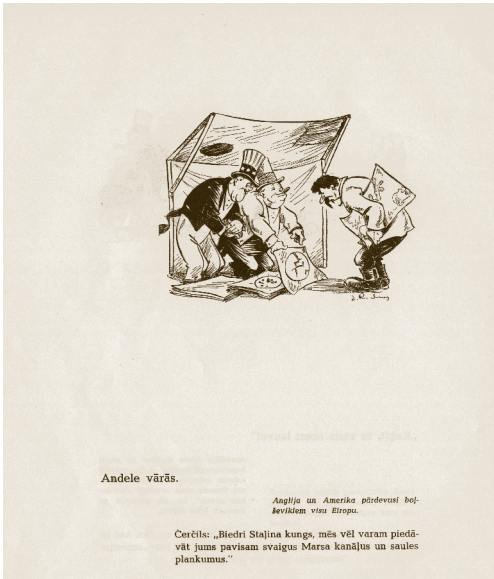 Andele vārās.
Anglija un Amerika pārdevusi boļ-
ševikiem visu Eiropu.
Čerčils: „Biedri Staļina kungs, mēs vēl varam piedā-
vāt jums pavisam svaigus Marsa kanāļus un saules
plankumus."